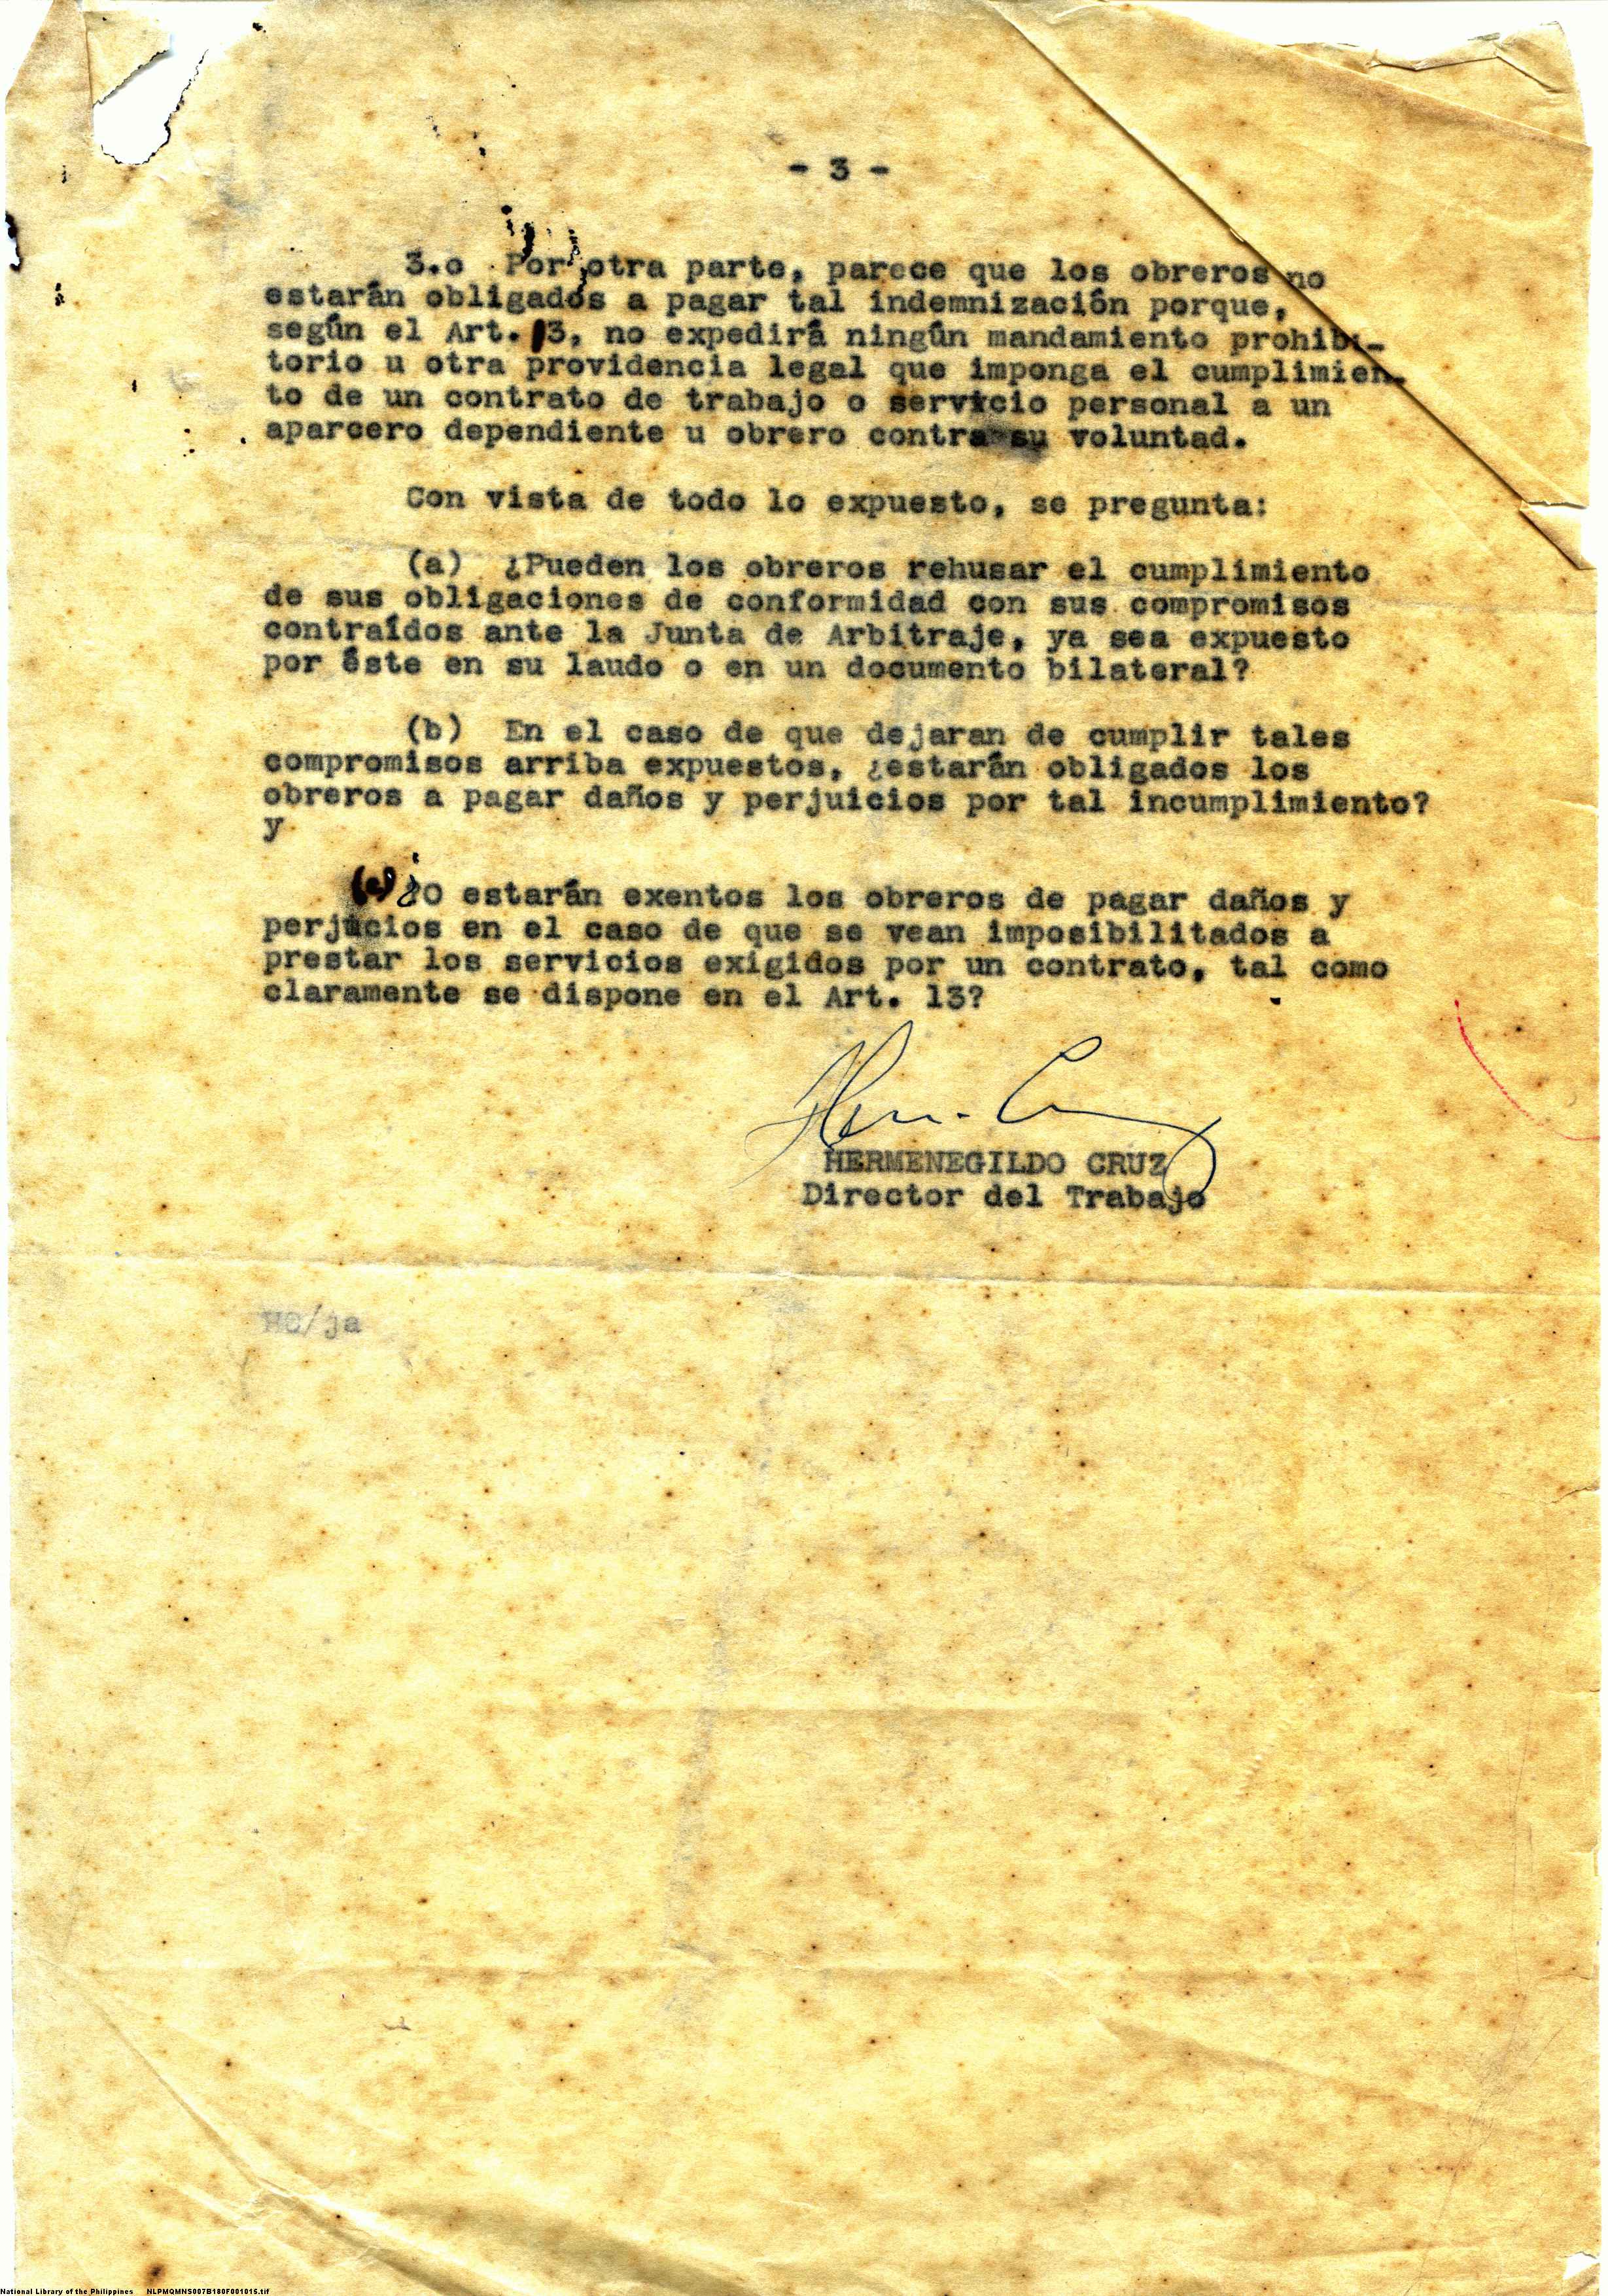 - 3 -
3.o Por otra parte, parece que los obreros no
estarán obligados a pagar tal indemnización porque,
según el Art. 13, no expedirá ningún mandamiento prohibi-
torio u otra providencia legal que imponga el cumplimien-
to de un contrato de trabajo o servicio personal a un
aparcero dependiente u obrero contra su voluntad.
Con vista de todo lo expuesto, se pregunta:
(a) ¿Pueden los obreros rehusar el cumplimiento
de sus obligaciones de conformidad con sus compromisos
contraídos ante la Junta de Arbitraje, ya sea expuesto
por éste en su laudo o en un documento bilateral?
(b) En el caso de que dejaran de cumplir tales
compromisos arriba expuestos, ¿estarán obligados los
obreros a pagar daños y perjuicios por tal incumplimiento?
y
(c) ¿O estarán exentos los obreros de pagar daños y
perjucios en el caso de que se vean imposibilitados a
prestar los servicios exigidos por un contrato, tal como
claramente se dispone en el Art. 13?
Herm. Cruz
HERMENEGILDO CRUZ
Director del Trabajo
HC/ja
National Library of the Philippines NLPMQMNS007B180F001015.tif